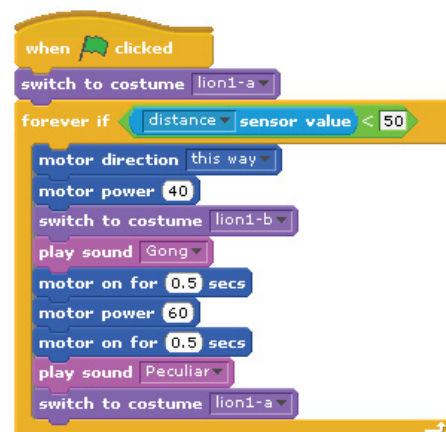 when clicked
switch to costume lion1-a
forever if distance sensor value < 50
motor direction this way
motor power 40
switch to costume lion1-b
play sound Gong
motor on for 0.5 secs
motor power 60
motor on for 0.5 secs
play sound Peculiar
switch to costume lion1-a